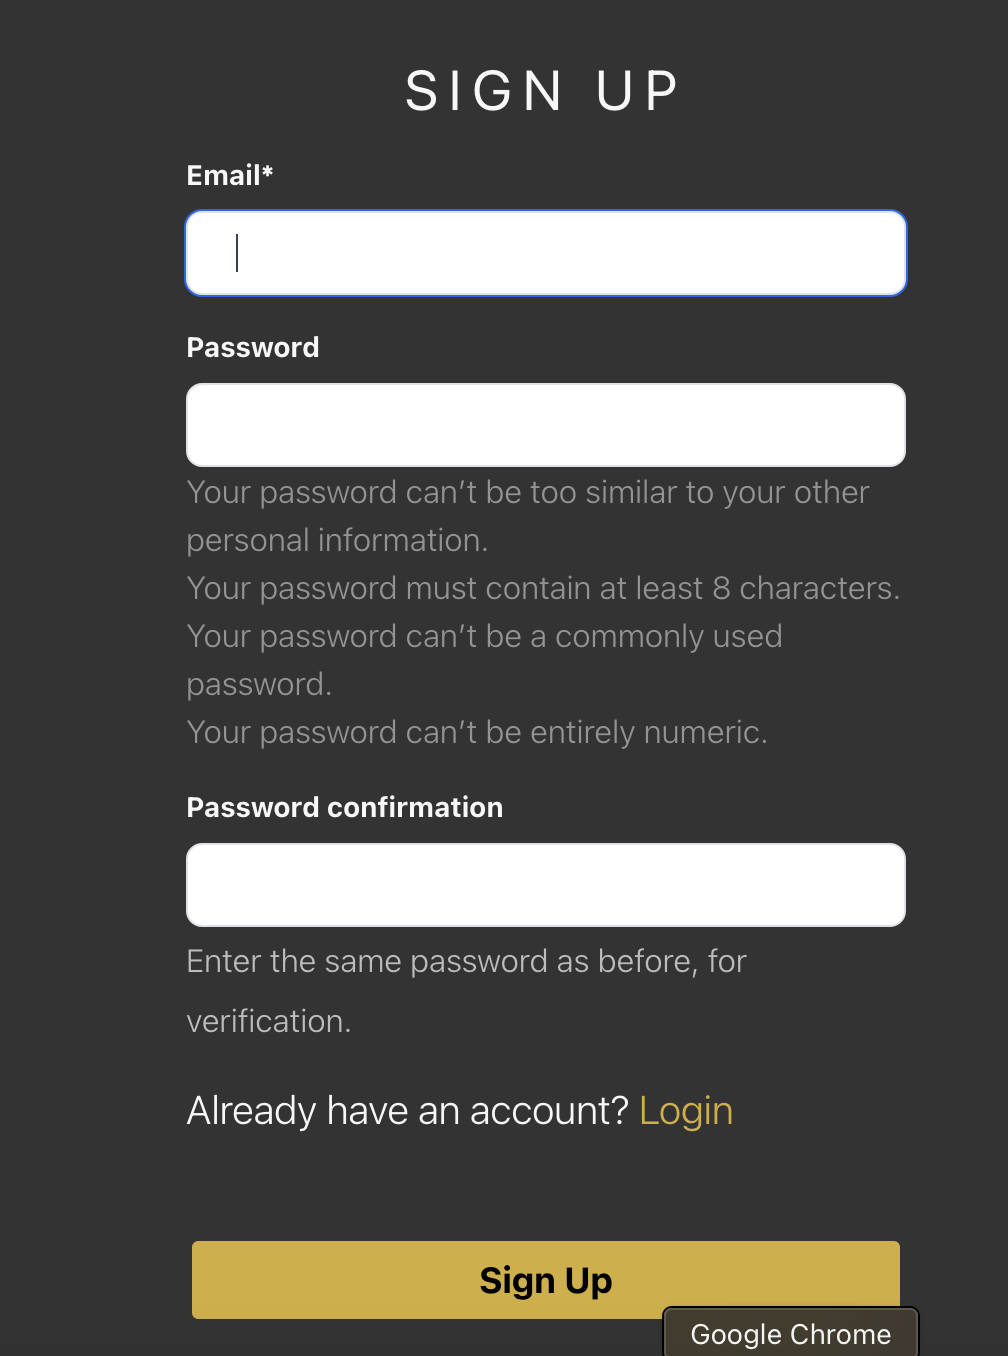 SIGN UP
Email*
Password
Your password can’t be too similar to your other
personal information.
Your password must contain at least 8 characters.
Your password can’t be a commonly used
password.
Your password can’t be entirely numeric.
Password confirmation
Enter the same password as before, for
verification.
Already have an account? Login
Sign Up
Google Chrome